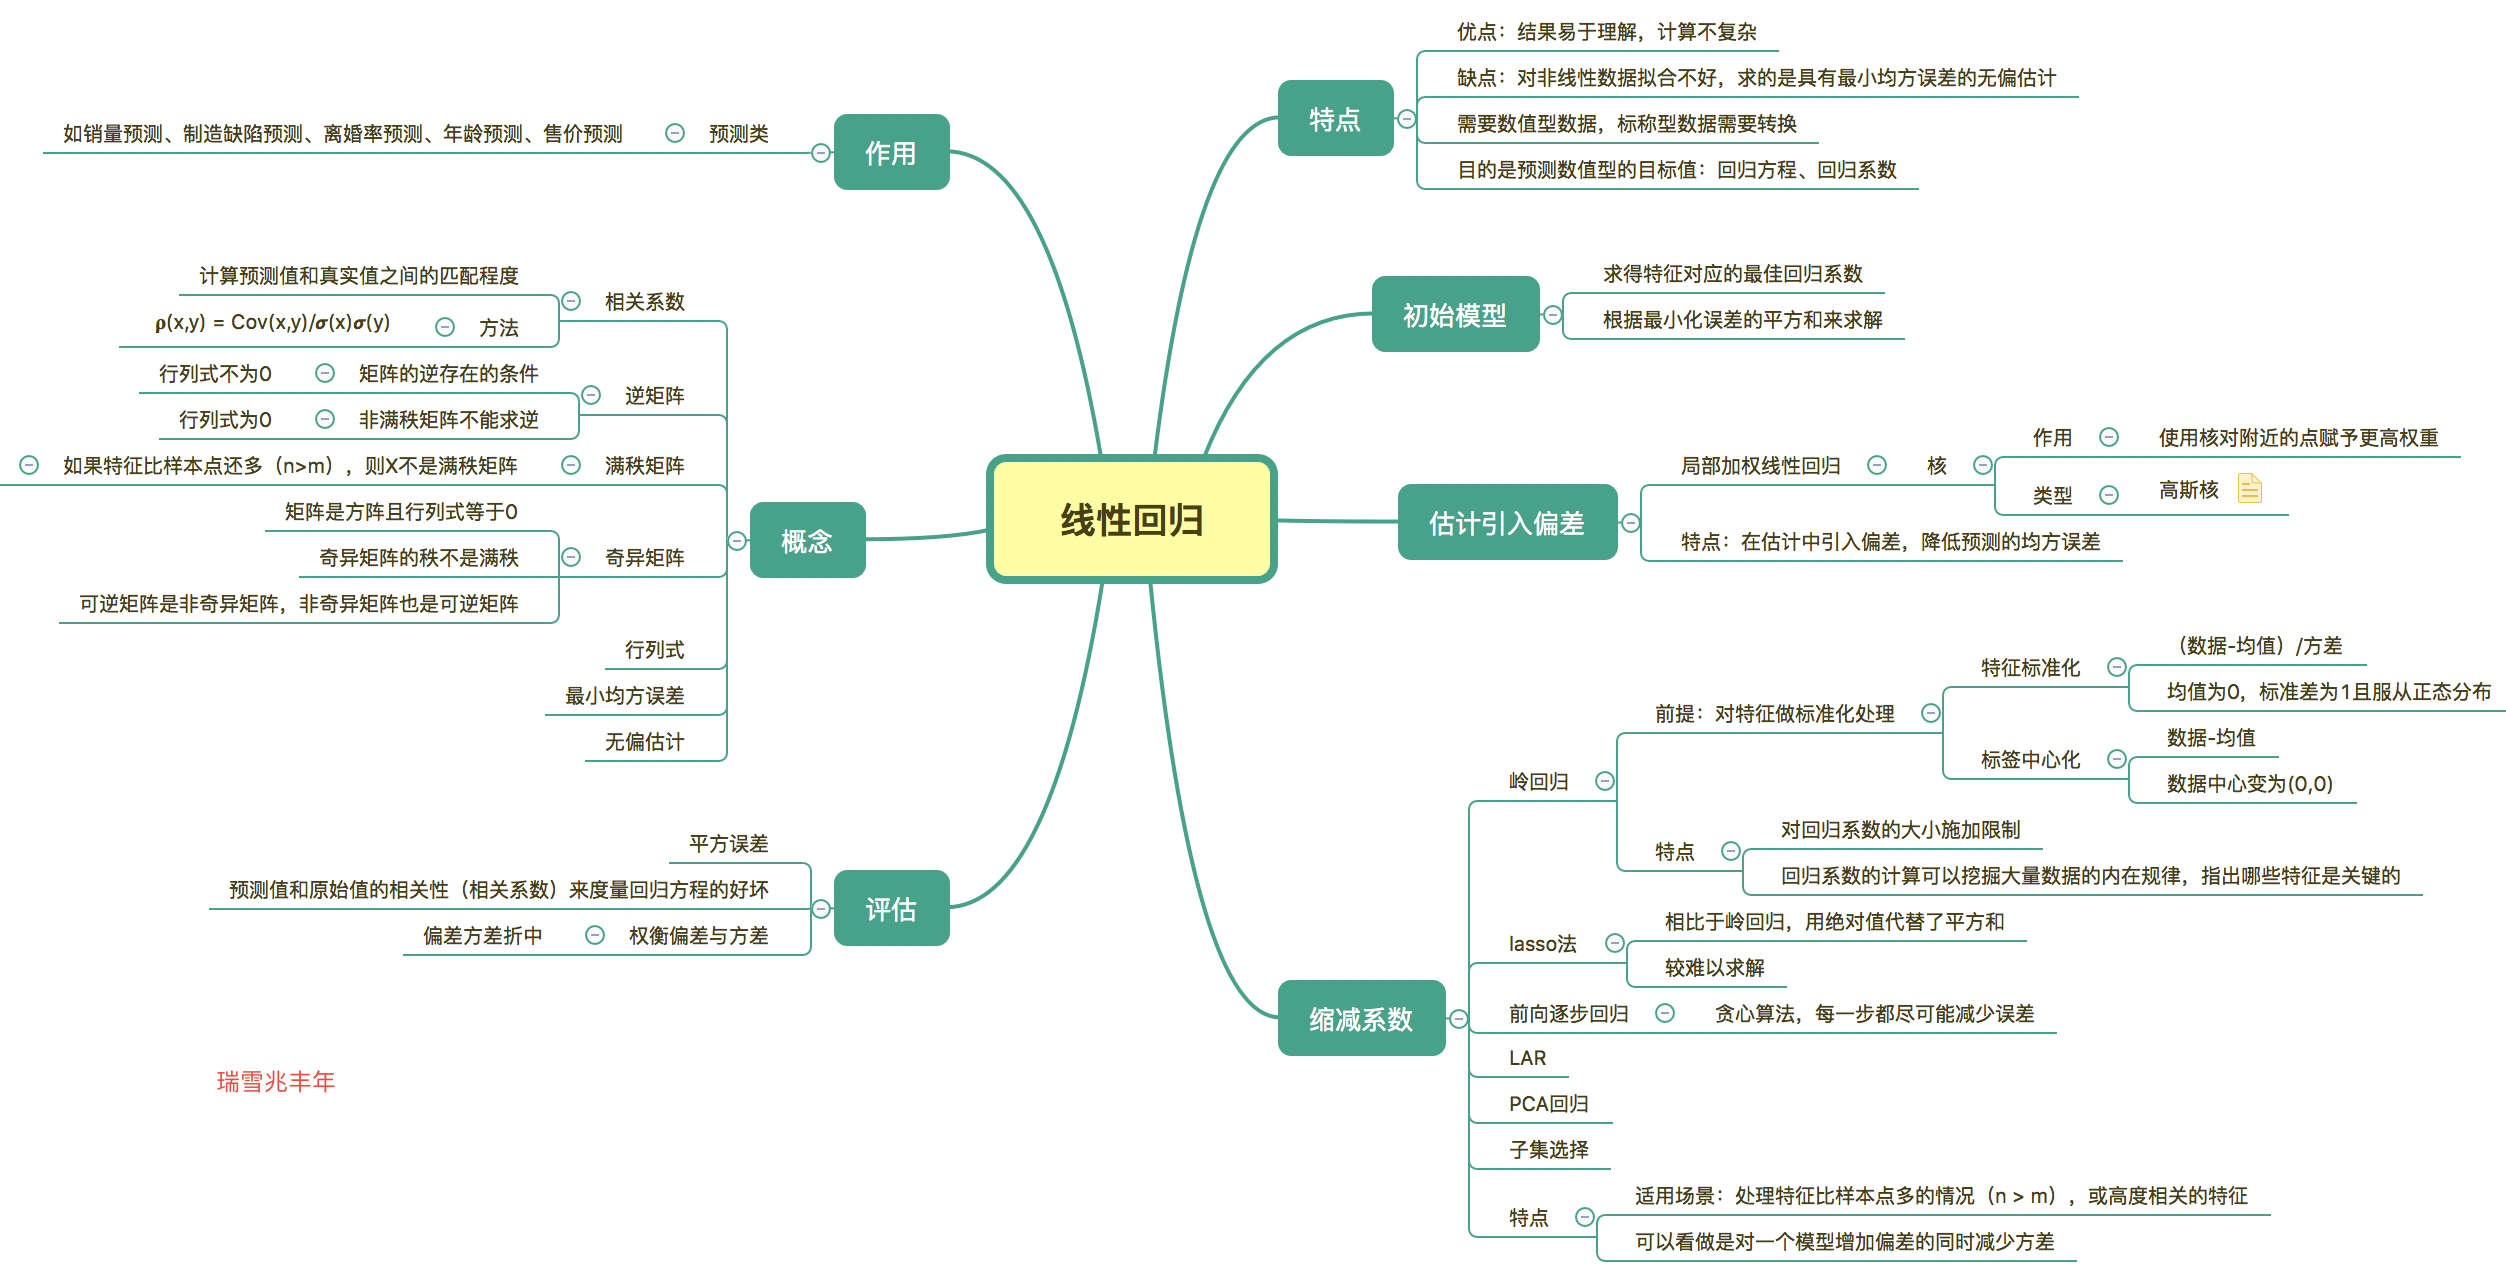 线性回归
特点
优点：结果易于理解，计算不复杂
缺点：对非线性数据拟合不好，求的是具有最小均方误差的无偏估计
需要数值型数据，标称型数据需要转换
目的是预测数值型的目标值：回归方程、回归系数
初始模型
求得特征对应的最佳回归系数
根据最小化误差的平方和来求解
估计引入偏差
局部加权线性回归
核
作用
使用核对附近的点赋予更高权重
类型
高斯核
特点：在估计中引入偏差，降低预测的均方误差
缩减系数
岭回归
前提：对特征做标准化处理
特征标准化
（数据-均值）/方差
均值为0，标准差为1且服从正态分布
标签中心化
数据-均值
数据中心变为(0,0)
特点
对回归系数的大小施加限制
回归系数的计算可以挖掘大量数据的内在规律，指出哪些特征是关键的
lasso法
相比于岭回归，用绝对值代替了平方和
较难以求解
前向逐步回归
贪心算法，每一步都尽可能减少误差
LAR
PCA回归
子集选择
特点
适用场景：处理特征比样本点多的情况（n > m），或高度相关的特征
可以看做是对一个模型增加偏差的同时减少方差
作用
预测类
如销量预测、制造缺陷预测、离婚率预测、年龄预测、售价预测
概念
相关系数
计算预测值和真实值之间的匹配程度
方法
ρ(x,y) = Cov(x,y)/σ(x)σ(y)
逆矩阵
矩阵的逆存在的条件
行列式不为0
非满秩矩阵不能求逆
行列式为0
满秩矩阵
如果特征比样本点还多（n>m），则X不是满秩矩阵
奇异矩阵
矩阵是方阵且行列式等于0
奇异矩阵的秩不是满秩
可逆矩阵是非奇异矩阵，非奇异矩阵也是可逆矩阵
行列式
最小均方误差
无偏估计
评估
平方误差
预测值和原始值的相关性（相关系数）来度量回归方程的好坏
权衡偏差与方差
偏差方差折中
瑞雪兆丰年